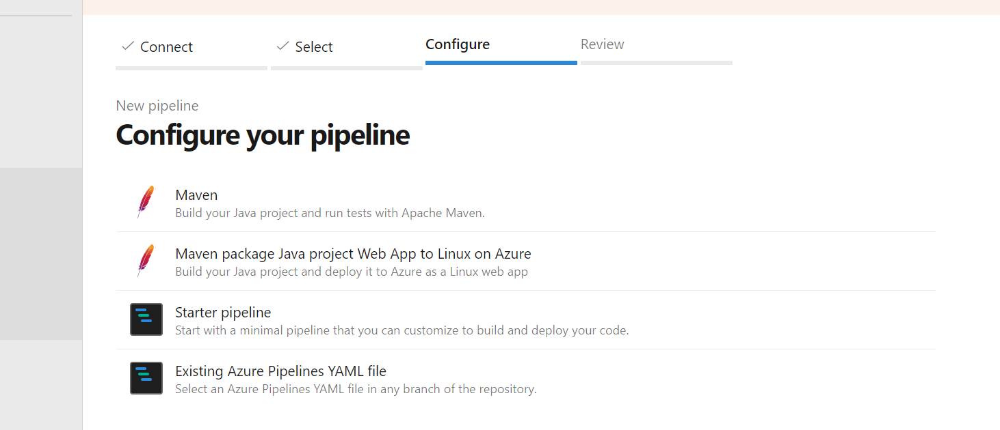 Connect
Select
Configure
Review
New pipeline
Configure your pipeline
Maven
Build your Java project and run tests with Apache Maven.
Maven package Java project Web App to Linux on Azure
Build your Java project and deploy it to Azure as a Linux web app
Starter pipeline
Start with a minimal pipeline that you can customize to build and deploy your code.
Existing Azure Pipelines YAML file
Select an Azure Pipelines YAML file in any branch of the repository.